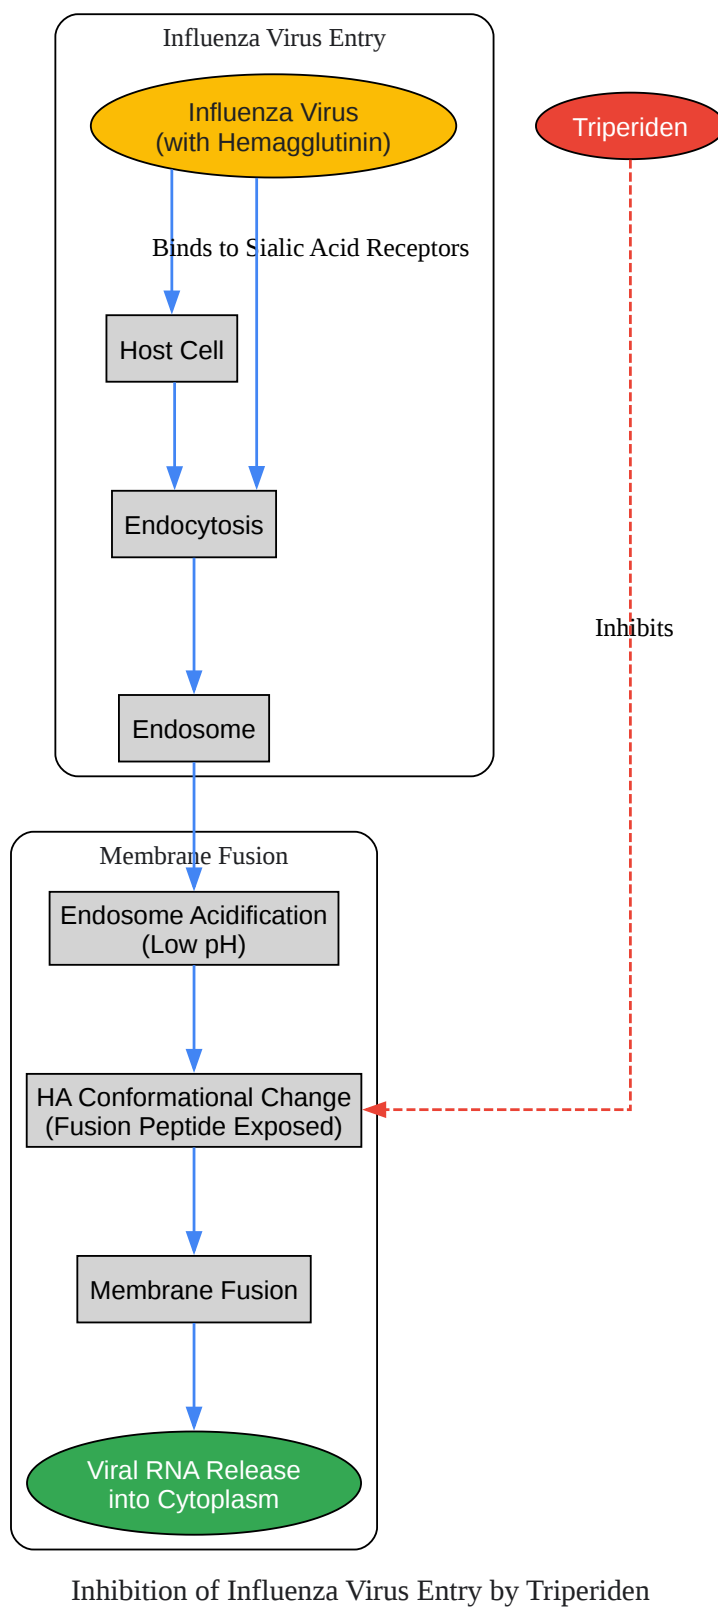 Influenza Virus Entry
Influenza Virus
(with Hemagglutinin)
Triperiden
Binds to Sialic Acid Receptors
Host Cell
Endocytosis
Inhibits
Endosome
Membrane Fusion
Endosome Acidification
(Low pH)
HA Conformational Change
(Fusion Peptide Exposed)
Membrane Fusion
Viral RNA Release
into Cytoplasm
Inhibition of Influenza Virus Entry by Triperiden